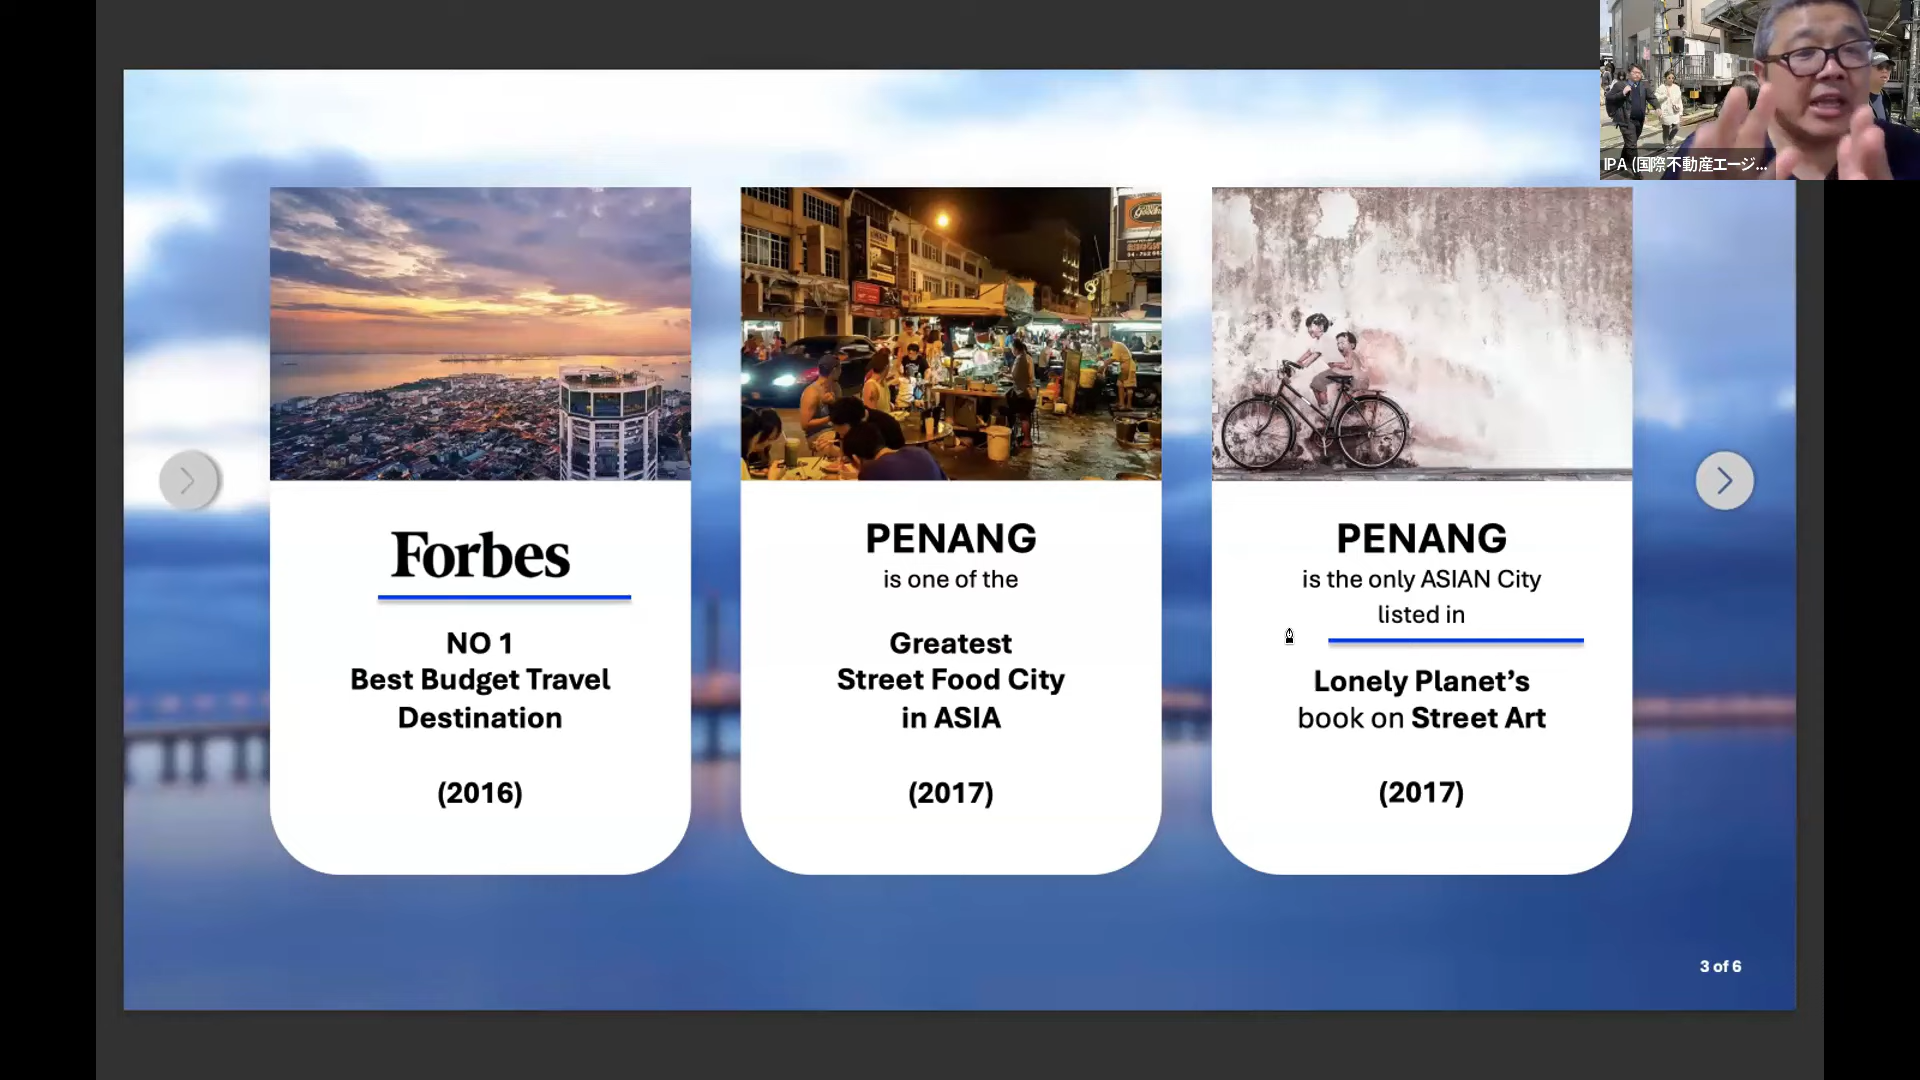 IPA (国際不動産エージ...
Forbes
NO 1
Best Budget Travel
Destination
(2016)
PENANG
is one of the
Greatest
Street Food City
in ASIA
(2017)
PENANG
is the only ASIAN City
listed in
Lonely Planet’s
book on Street Art
(2017)
3 of 6